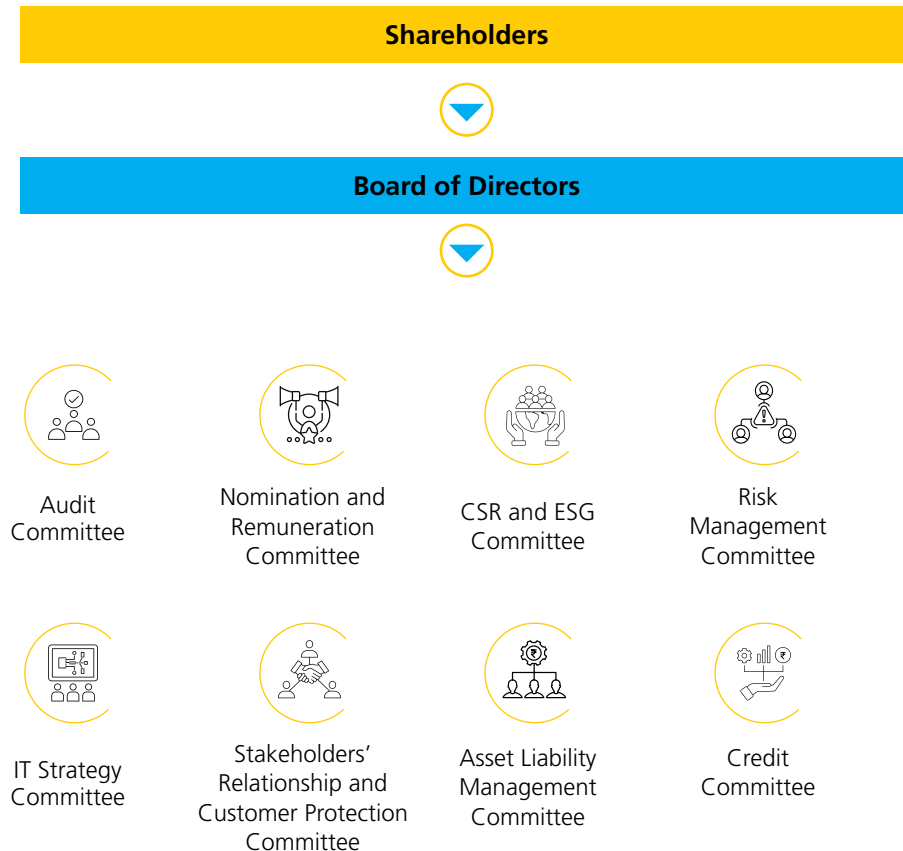 Shareholders
Board of Directors
Audit
Committee
Nomination and
Remuneration
Committee
CSR and ESG
Committee
Risk
Management
Committee
₹
₹
IT Strategy
Committee
Stakeholders’
Relationship and
Customer Protection
Committee
Asset Liability
Management
Committee
Credit
Committee